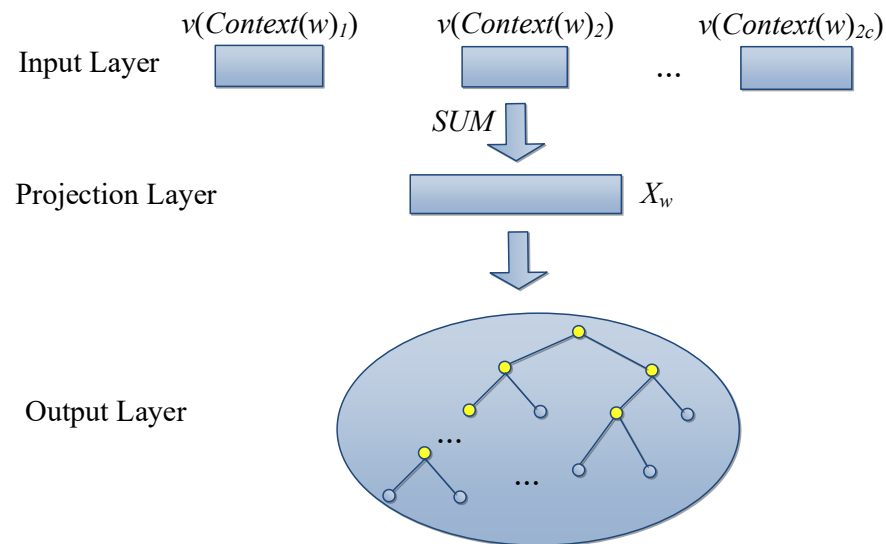 v(Context(w)1) v(Context(w)2) v(Context(w)2c)
Input Layer ...
SUM
Projection Layer Xw
Output Layer
...
...